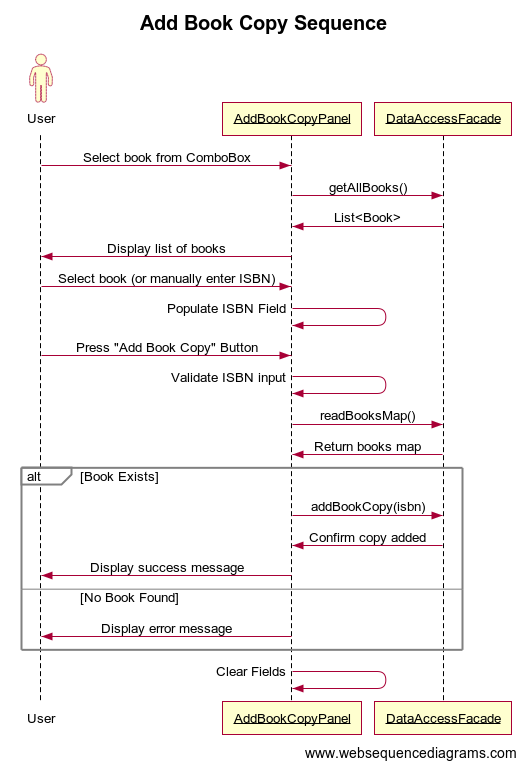 Add Book Copy Sequence
User
AddBookCopyPanel
DataAccessFacade
Select book from ComboBox
getAllBooks()
List<Book>
Display list of books
Select book (or manually enter ISBN)
Populate ISBN Field
Press "Add Book Copy" Button
Validate ISBN input
readBooksMap()
Return books map
alt
[Book Exists]
addBookCopy(isbn)
Confirm copy added
Display success message
[No Book Found]
Display error message
Clear Fields
User
AddBookCopyPanel
DataAccessFacade
www.websequencediagrams.com